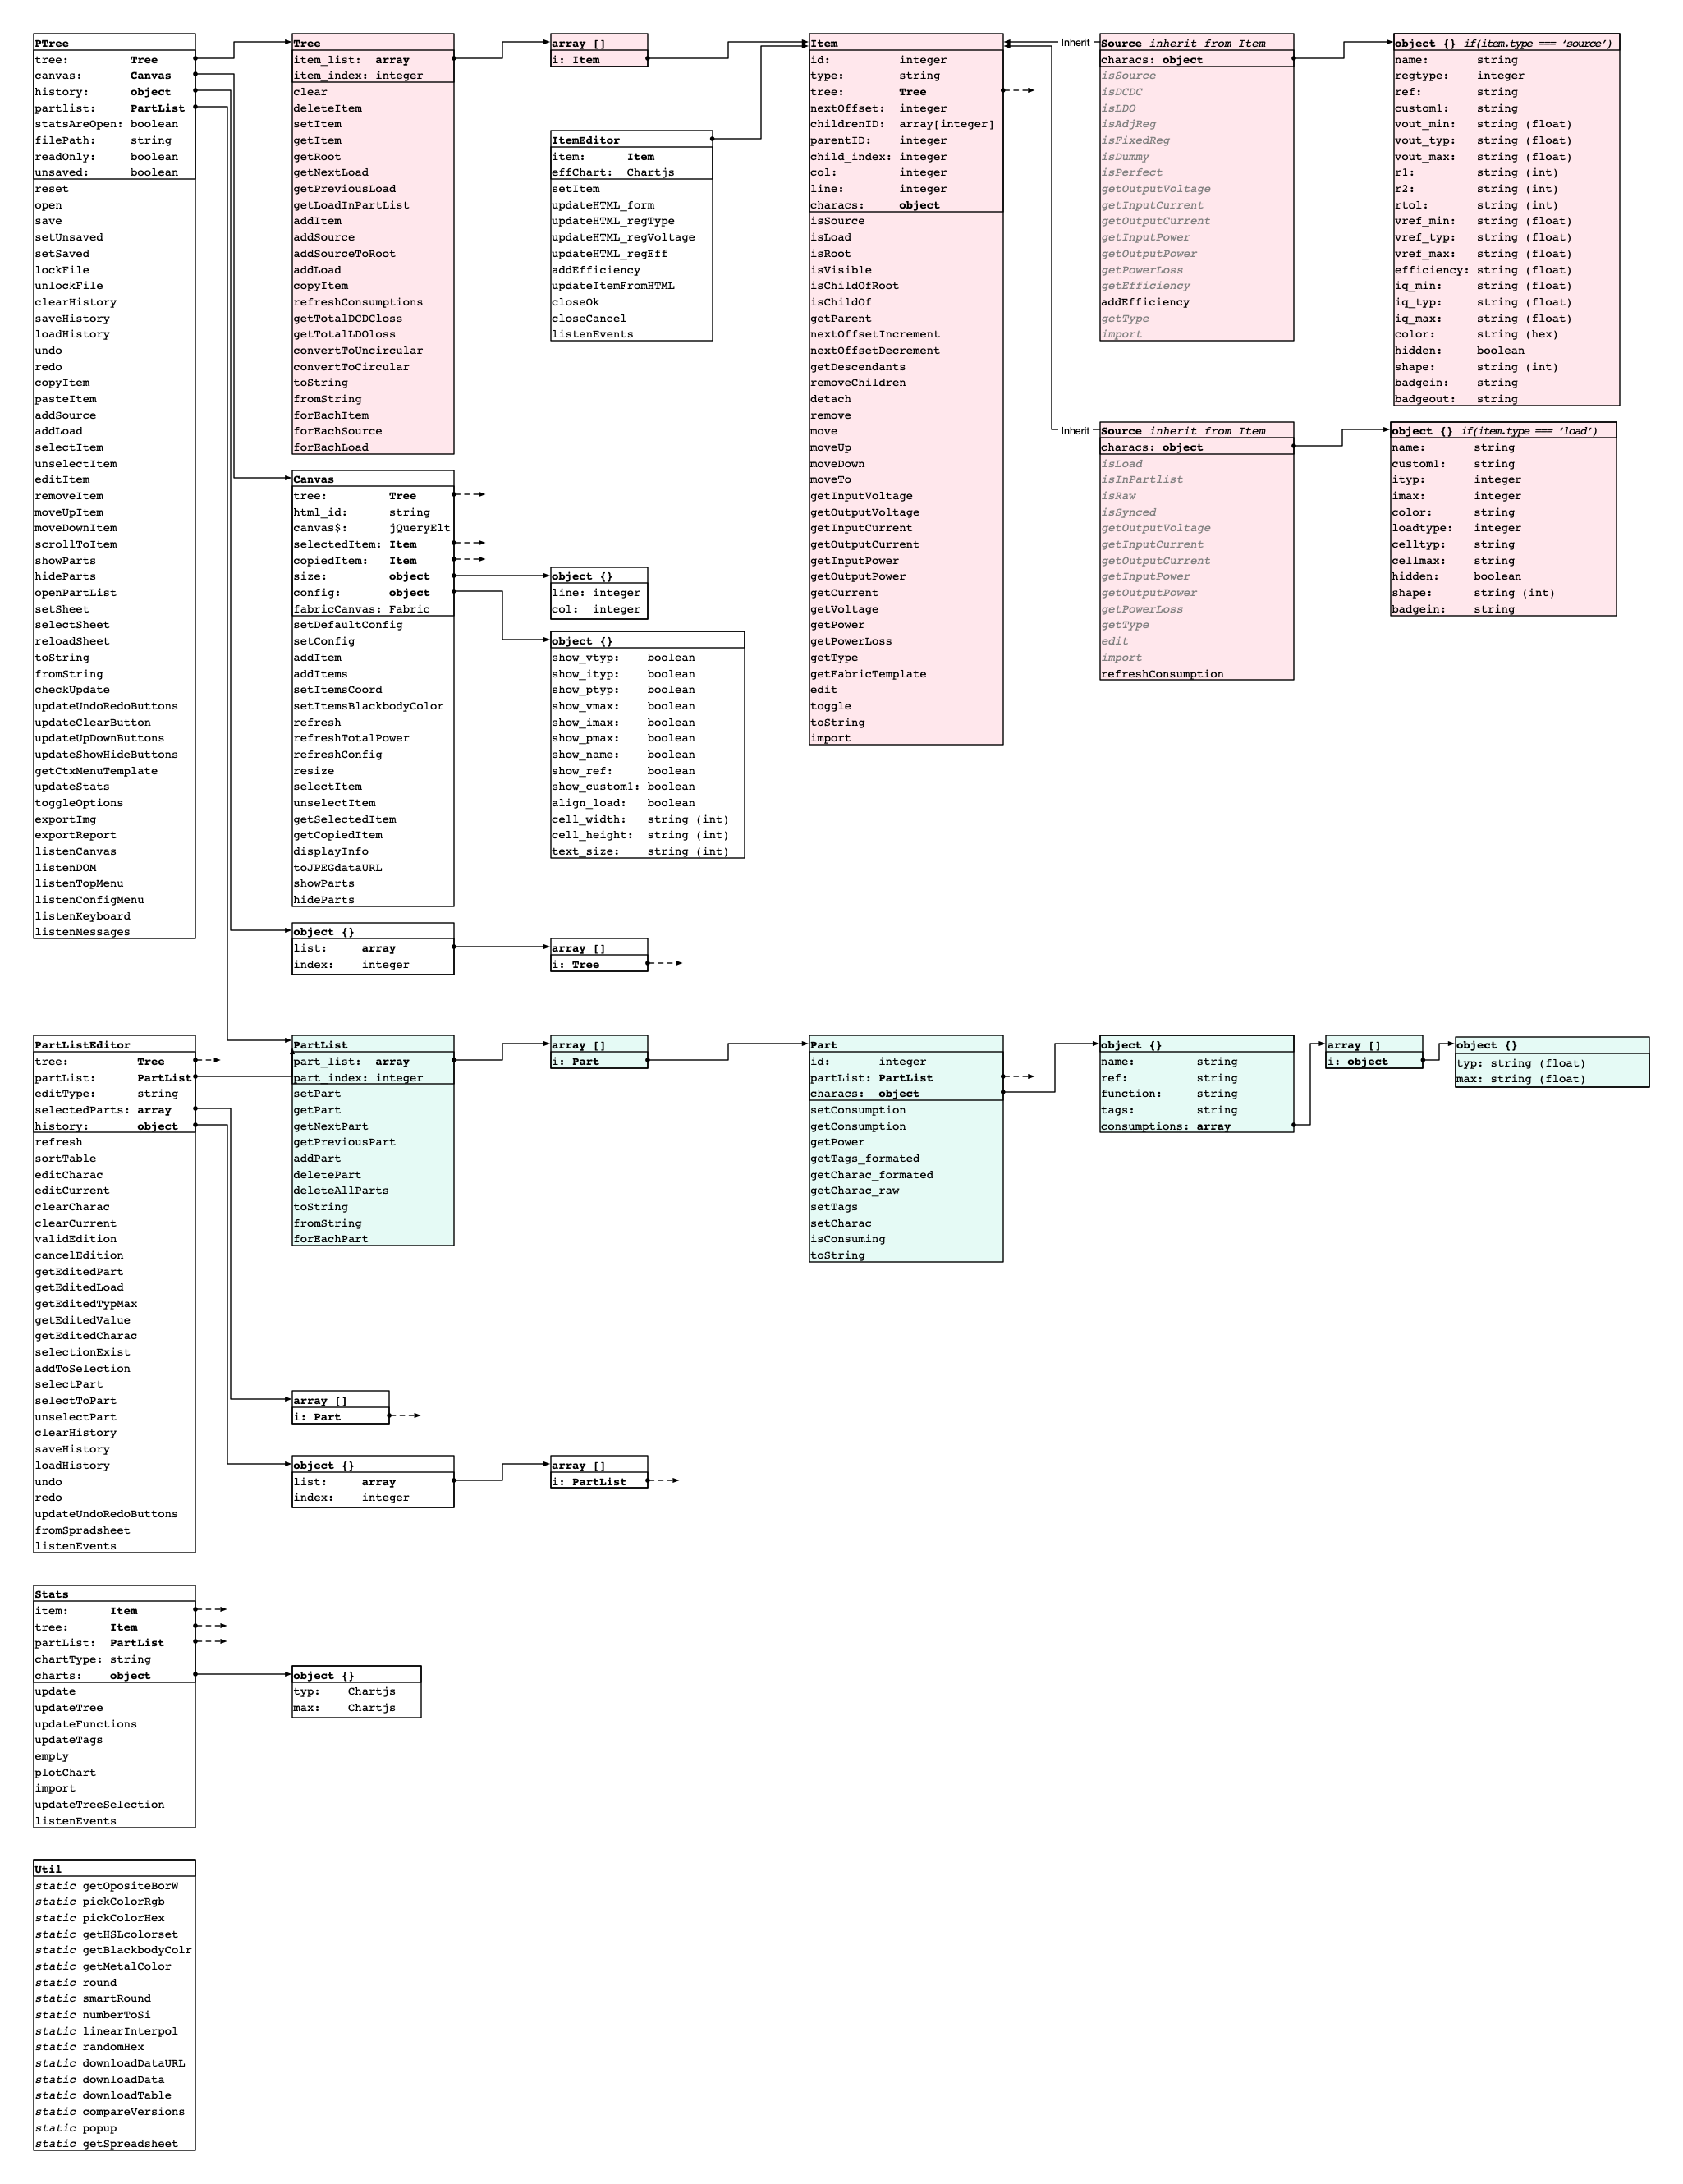 PTree
tree: Tree
canvas: Canvas
history: object
partlist: PartList
statsAreOpen: boolean
filePath: string
readOnly: boolean
unsaved: boolean
reset
open
save
setUnsaved
setSaved
lockFile
unlockFile
clearHistory
saveHistory
loadHistory
undo
redo
copyItem
pasteItem
addSource
addLoad
selectItem
unselectItem
editItem
removeItem
moveUpItem
moveDownItem
scrollToItem
showParts
hideParts
openPartList
setSheet
selectSheet
reloadSheet
toString
fromString
checkUpdate
updateUndoRedoButtons
updateClearButton
updateUpDownButtons
updateShowHideButtons
getCtxMenuTemplate
updateStats
toggleOptions
exportImg
exportReport
listenCanvas
listenDOM
listenTopMenu
listenConfigMenu
listenKeyboard
listenMessages
Tree
item_list: array
item_index: integer
clear
deleteItem
setItem
getItem
getRoot
getNextLoad
getPreviousLoad
getLoadInPartList
addItem
addSource
addSourceToRoot
addLoad
copyItem
refreshConsumptions
getTotalDCDCloss
getTotalLDOloss
convertToUncircular
convertToCircular
toString
fromString
forEachItem
forEachSource
forEachLoad
Canvas
tree: Tree
html_id: string
canvas$: jQueryElt
selectedItem: Item
copiedItem: Item
size: object
config: object
fabricCanvas: Fabric
setDefaultConfig
setConfig
addItem
addItems
setItemsCoord
setItemsBlackbodyColor
refresh
refreshTotalPower
refreshConfig
resize
selectItem
unselectItem
getSelectedItem
getCopiedItem
displayInfo
toJPEGdataURL
showParts
hideParts
object {}
list: array
index: integer
array []
i: Item
ItemEditor
item: Item
effChart: Chartjs
setItem
updateHTML_form
updateHTML_regType
updateHTML_regVoltage
updateHTML_regEff
addEfficiency
updateItemFromHTML
closeOk
closeCancel
listenEvents
object {}
line: integer
col: integer
object {}
show_vtyp: boolean
show_ityp: boolean
show_ptyp: boolean
show_vmax: boolean
show_imax: boolean
show_pmax: boolean
show_name: boolean
show_ref: boolean
show_custom1: boolean
align_load: boolean
cell_width: string (int)
cell_height: string (int)
text_size: string (int)
array []
i: Tree
Item
id: integer
type: string
tree: Tree
nextOffset: integer
childrenID: array[integer]
parentID: integer
child_index: integer
col: integer
line: integer
characs: object
isSource
isLoad
isRoot
isVisible
isChildOfRoot
isChildOf
getParent
nextOffsetIncrement
nextOffsetDecrement
getDescendants
removeChildren
detach
remove
move
moveUp
moveDown
moveTo
getInputVoltage
getOutputVoltage
getInputCurrent
getOutputCurrent
getInputPower
getOutputPower
getCurrent
getVoltage
getPower
getPowerLoss
getType
getFabricTemplate
edit
toggle
toString
import
Inherit
Source inherit from Item
characs: object
isSource
isDCDC
isLDO
isAdjReg
isFixedReg
isDummy
isPerfect
getOutputVoltage
getInputCurrent
getOutputCurrent
getInputPower
getOutputPower
getPowerLoss
getEfficiency
addEfficiency
getType
import
Inherit
Source inherit from Item
characs: object
isLoad
isInPartlist
isRaw
isSynced
getOutputVoltage
getInputCurrent
getOutputCurrent
getInputPower
getOutputPower
getPowerLoss
getType
edit
import
refreshConsumption
object {} if(item.type === ‘source’)
name: string
regtype: integer
ref: string
custom1: string
vout_min: string (float)
vout_typ: string (float)
vout_max: string (float)
r1: string (int)
r2: string (int)
rtol: string (int)
vref_min: string (float)
vref_typ: string (float)
vref_max: string (float)
efficiency: string (float)
iq_min: string (float)
iq_typ: string (float)
iq_max: string (float)
color: string (hex)
hidden: boolean
shape: string (int)
badgein: string
badgeout: string
object {} if(item.type === ‘load’)
name: string
custom1: string
ityp: integer
imax: integer
color: string
loadtype: integer
celltyp: string
cellmax: string
hidden: boolean
shape: string (int)
badgein: string
PartListEditor
tree: Tree
partList: PartList
editType: string
selectedParts: array
history: object
refresh
sortTable
editCharac
editCurrent
clearCharac
clearCurrent
validEdition
cancelEdition
getEditedPart
getEditedLoad
getEditedTypMax
getEditedValue
getEditedCharac
selectionExist
addToSelection
selectPart
selectToPart
unselectPart
clearHistory
saveHistory
loadHistory
undo
redo
updateUndoRedoButtons
fromSpradsheet
listenEvents
PartList
part_list: array
part_index: integer
setPart
getPart
getNextPart
getPreviousPart
addPart
deletePart
deleteAllParts
toString
fromString
forEachPart
array []
i: Part
Part
id: integer
partList: PartList
characs: object
setConsumption
getConsumption
getPower
getTags_formated
getCharac_formated
getCharac_raw
setTags
setCharac
isConsuming
toString
object {}
name: string
ref: string
function: string
tags: string
consumptions: array
array []
i: object
object {}
typ: string (float)
max: string (float)
array []
i: Part
object {}
list: array
index: integer
array []
i: PartList
Stats
item: Item
tree: Item
partList: PartList
chartType: string
charts: object
update
updateTree
updateFunctions
updateTags
empty
plotChart
import
updateTreeSelection
listenEvents
object {}
typ: Chartjs
max: Chartjs
Util
static getOpositeBorW
static pickColorRgb
static pickColorHex
static getHSLcolorset
static getBlackbodyColr
static getMetalColor
static round
static smartRound
static numberToSi
static linearInterpol
static randomHex
static downloadDataURL
static downloadData
static downloadTable
static compareVersions
static popup
static getSpreadsheet